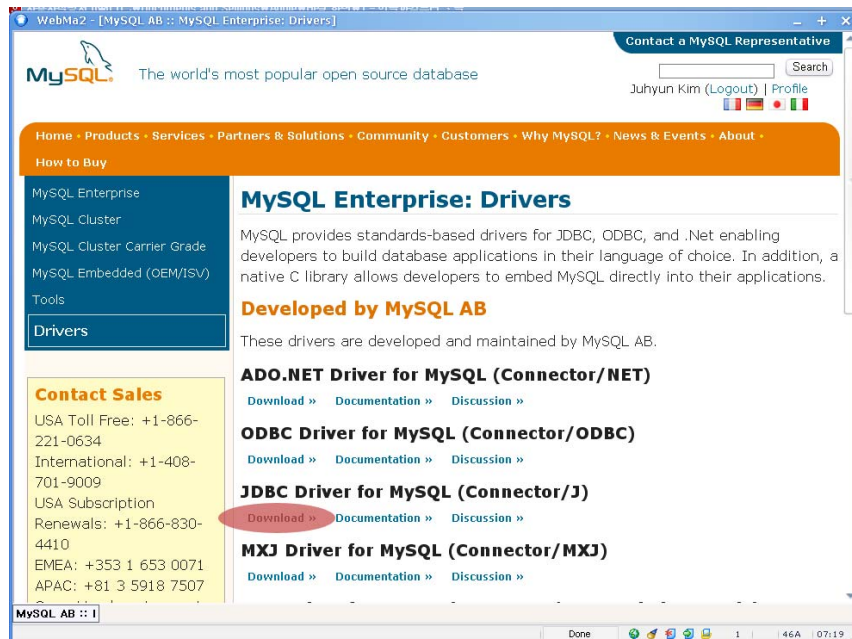 WebMa2 - [MySQL AB :: MySQL Enterprise: Drivers]
Contact a MySQL Representative
MySQL
The world's most popular open source database
Search
Juhyun Kim (Logout) | Profile
Home • Products • Services • Partners & Solutions • Community • Customers • Why MySQL? • News & Events • About •
How to Buy
MySQL Enterprise
MySQL Cluster
MySQL Cluster Carrier Grade
MySQL Embedded (OEM/ISV)
Tools
Drivers
Contact Sales
USA Toll Free: +1-866-
221-0634
International: +1-408-
701-9009
USA Subscription
Renewals: +1-866-830-
4410
EMEA: +353 1 653 0071
APAC: +81 3 5918 7507
MySQL Enterprise: Drivers
MySQL provides standards-based drivers for JDBC, ODBC, and .Net enabling
developers to build database applications in their language of choice. In addition, a
native C library allows developers to embed MySQL directly into their applications.
Developed by MySQL AB
These drivers are developed and maintained by MySQL AB.
ADO.NET Driver for MySQL (Connector/NET)
Download » Documentation » Discussion »
ODBC Driver for MySQL (Connector/ODBC)
Download » Documentation » Discussion »
JDBC Driver for MySQL (Connector/J)
Download » Documentation » Discussion »
MXJ Driver for MySQL (Connector/MXJ)
Download » Documentation » Discussion »
MySQL AB :: I
Done 1 46A 07:19